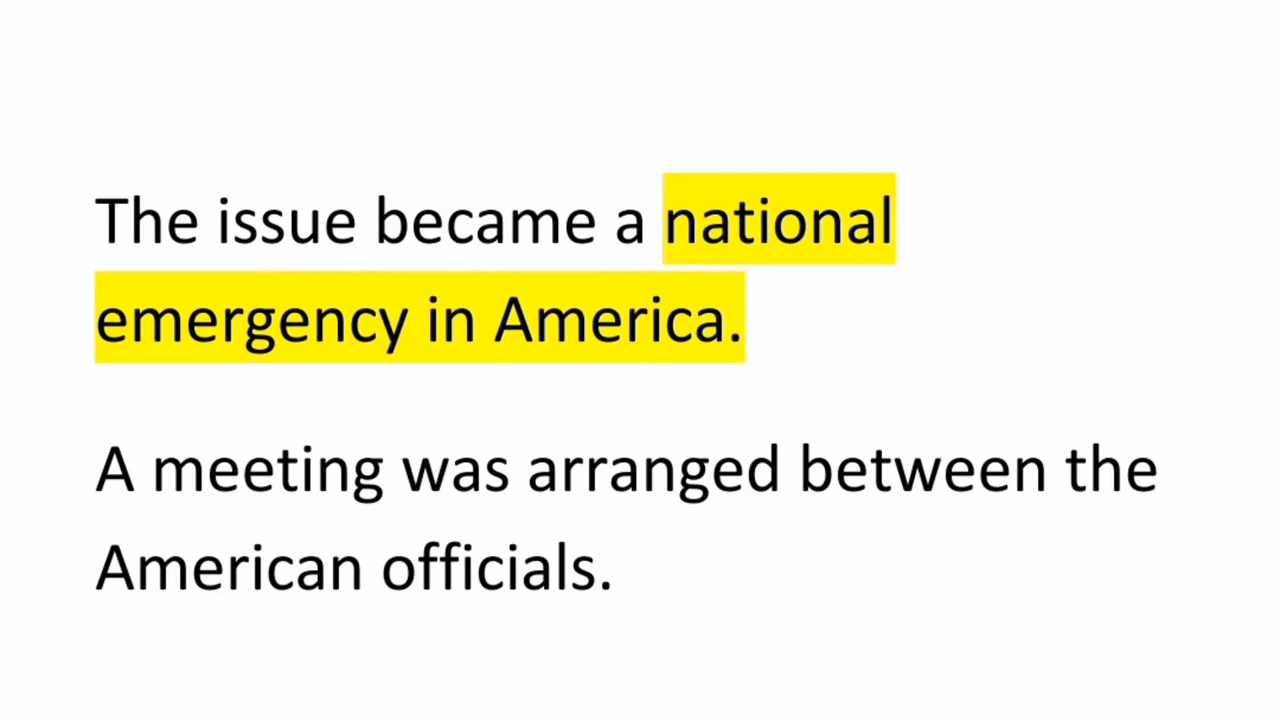 The issue became a national
emergency in America.
A meeting was arranged between the
American officials.